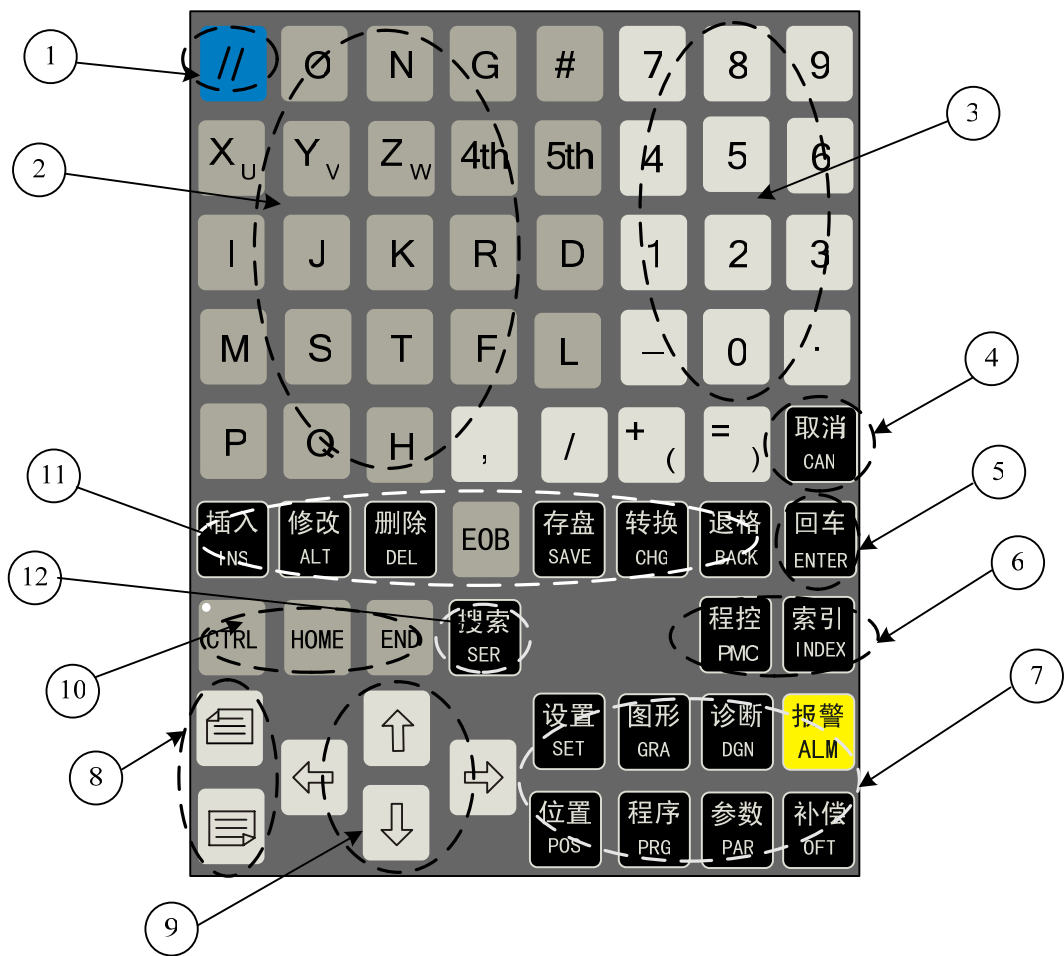 1
// Ø N G # 7 8 9
3
2
X U Y V Z W 4th 5th 4 5 6
I J K R D 1 2 3
M S T F L — 0 .
4
P Q H , / + ( = ) 取消
CAN
11
插入 修改 删除 EOB 存盘 转换 退格 回车
INS ALT DEL SAVE CHG BACK ENTER
5
12
6
CTRL HOME END 搜索 程控 索引
SER PMC INDEX
10
7
8
设置 图形 诊断 报警
SET GRA DGN ALM
位置 程序 参数 补偿
POS PRG PAR OFT
9